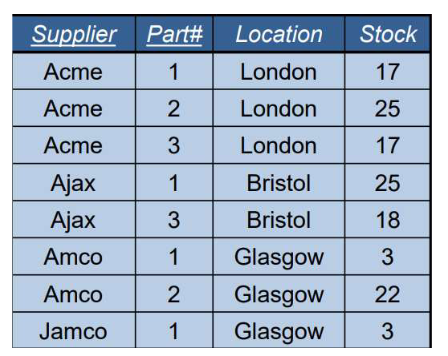 Supplier Part# Location Stock
Acme 1 London 17
Acme 2 London 25
Acme 3 London 17
Ajax 1 Bristol 25
Ajax 3 Bristol 18
Amco 1 Glasgow 3
Amco 2 Glasgow 22
Jamco 1 Glasgow 3